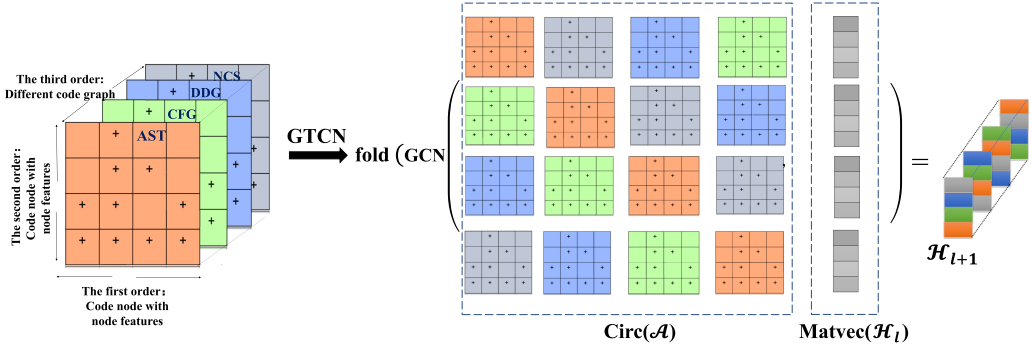 The third order:
Different code graph
NCS
DDG
CFG
AST
The second order:
Code node with
node features
The first order:
Code node with
node features
GTCN
fold (GCN
=
Circ(𝒜)
Matvec(ℋ_l)
ℋ_{l+1}